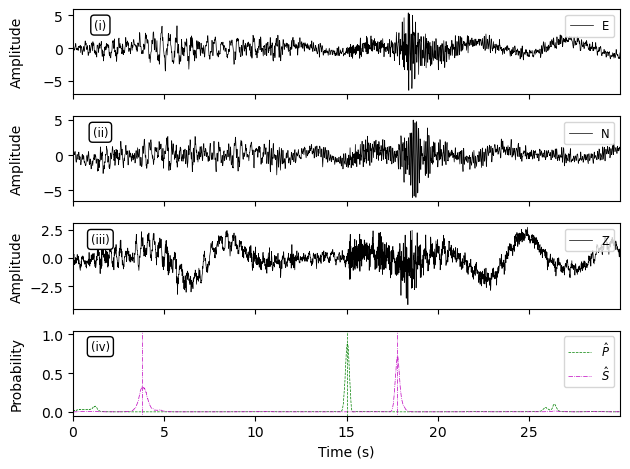 5
0
−5
Amplitude
(i)
E
5
0
−5
Amplitude
(ii)
N
2.5
0.0
−2.5
Amplitude
(iii)
Z
1.0
0.5
0.0
Probability
(iv)
P̂
Ŝ
0 5 10 15 20 25
Time (s)